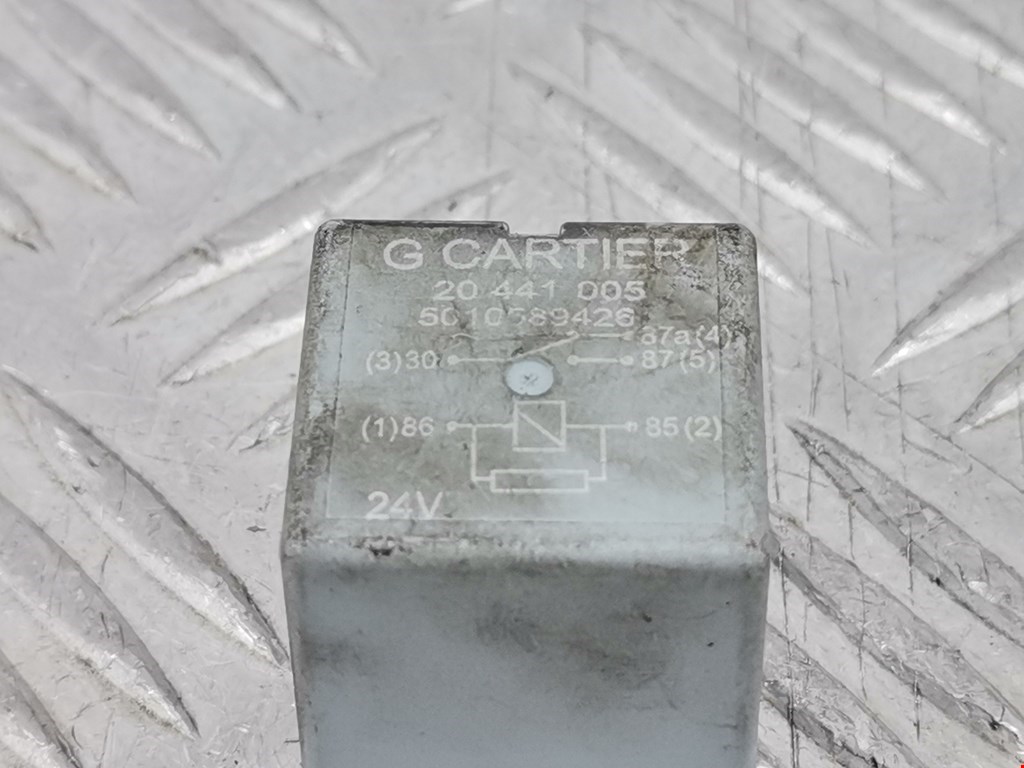 G CARTIER
20 441 005
5010589426
87a(4)
(3)30 87(5)
(1)86 85(2)
24V